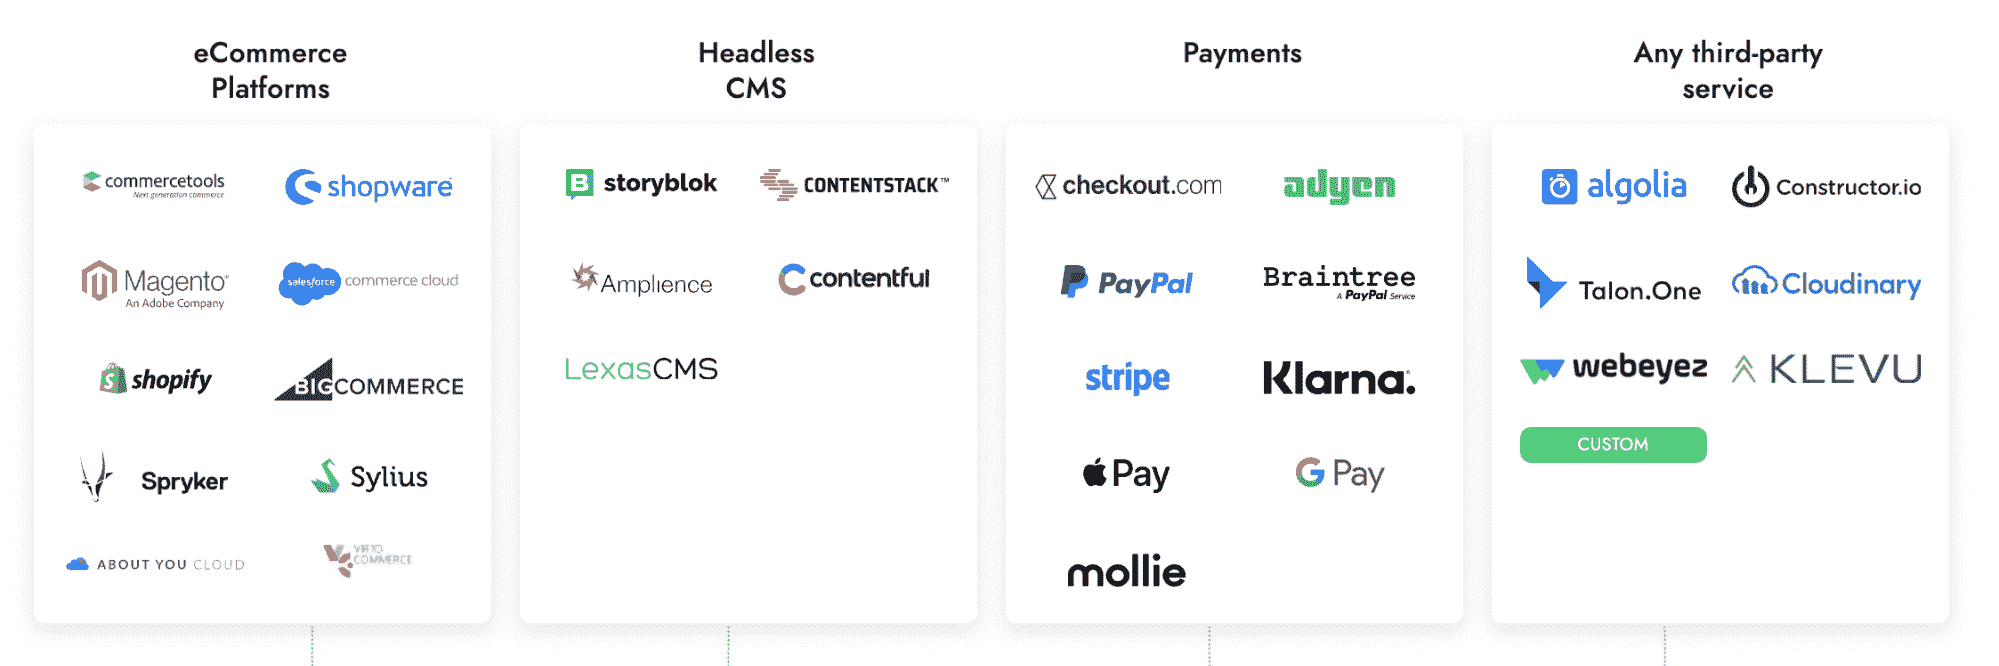 eCommerce
Platforms
commercetools
Next generation commerce
shopware
Magento®
An Adobe Company
salesforce commerce cloud
shopify
BIGCOMMERCE
Spryker
Sylius
ABOUT YOU CLOUD
VIRTO
COMMERCE
Headless
CMS
storyblok
CONTENTSTACK™
Amplience
contentful
LexasCMS
Payments
checkout.com
adyen
PayPal
Braintree
A PayPal Service
stripe
Klarna.
Pay
G Pay
mollie
Any third-party
service
algolia
Constructor.io
Talon.One
Cloudinary
webeyez
KLEVU
CUSTOM